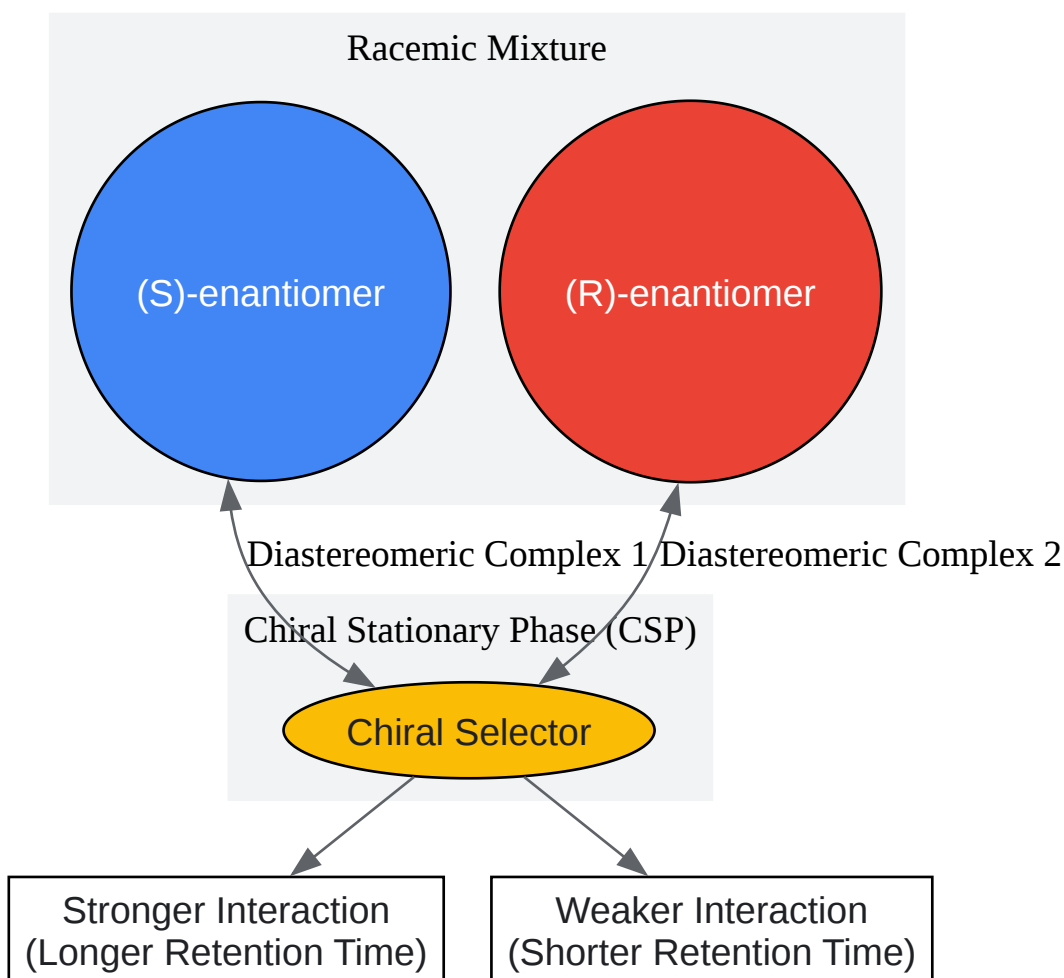 Racemic Mixture
(S)-enantiomer
(R)-enantiomer
Diastereomeric Complex 1
Diastereomeric Complex 2
Chiral Stationary Phase (CSP)
Chiral Selector
Stronger Interaction
(Longer Retention Time)
Weaker Interaction
(Shorter Retention Time)